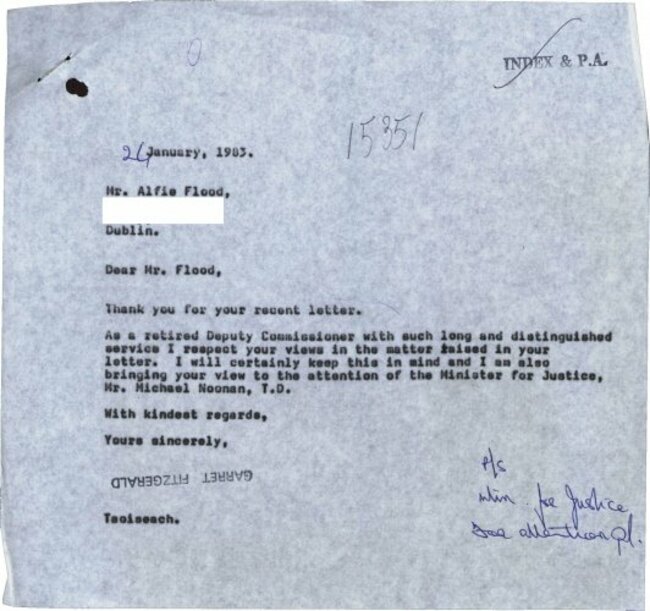 INDEX & P.A.
15351
24 January, 1983.
Mr. Alfie Flood,
Dublin.
Dear Mr. Flood,
Thank you for your recent letter.
As a retired Deputy Commissioner with such long and distinguished
service I respect your views in the matter raised in your
letter. I will certainly keep this in mind and I am also
bringing your view to the attention of the Minister for Justice,
Mr. Michael Noonan, T.D.
With kindest regards,
Yours sincerely,
GARRET FITZGERALD
Taoiseach.
P/S
Min. for Justice
for attention pl.